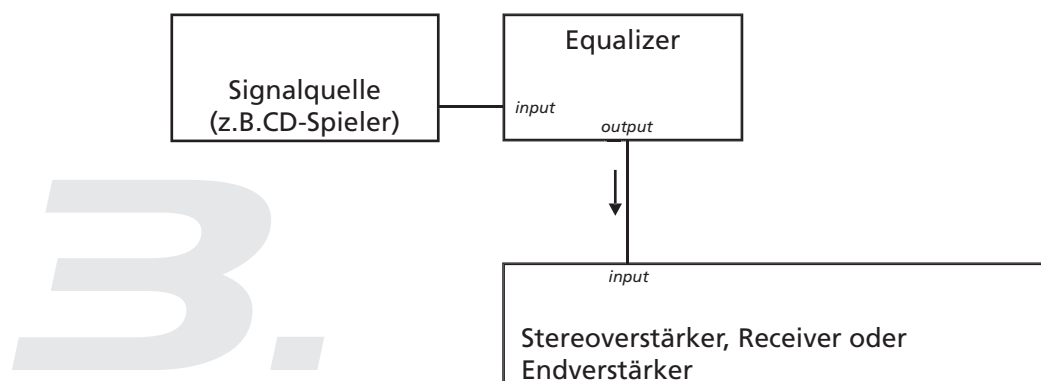 Equalizer
Signalquelle
(z.B.CD-Spieler)
input
output
3.
input
Stereoverstärker, Receiver oder
Endverstärker